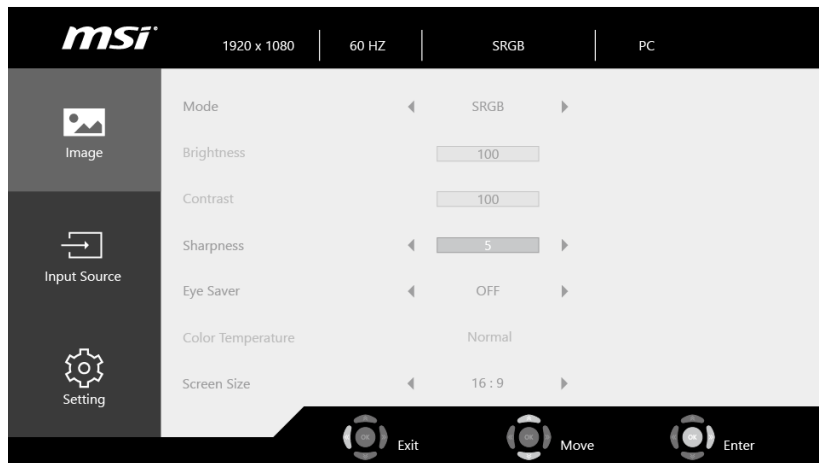 msi
1920 x 1080 60 HZ SRGB PC
Image
Input Source
Setting
Mode SRGB
Brightness 100
Contrast 100
Sharpness 5
Eye Saver OFF
Color Temperature Normal
Screen Size 16 : 9
OK Exit OK Move OK Enter